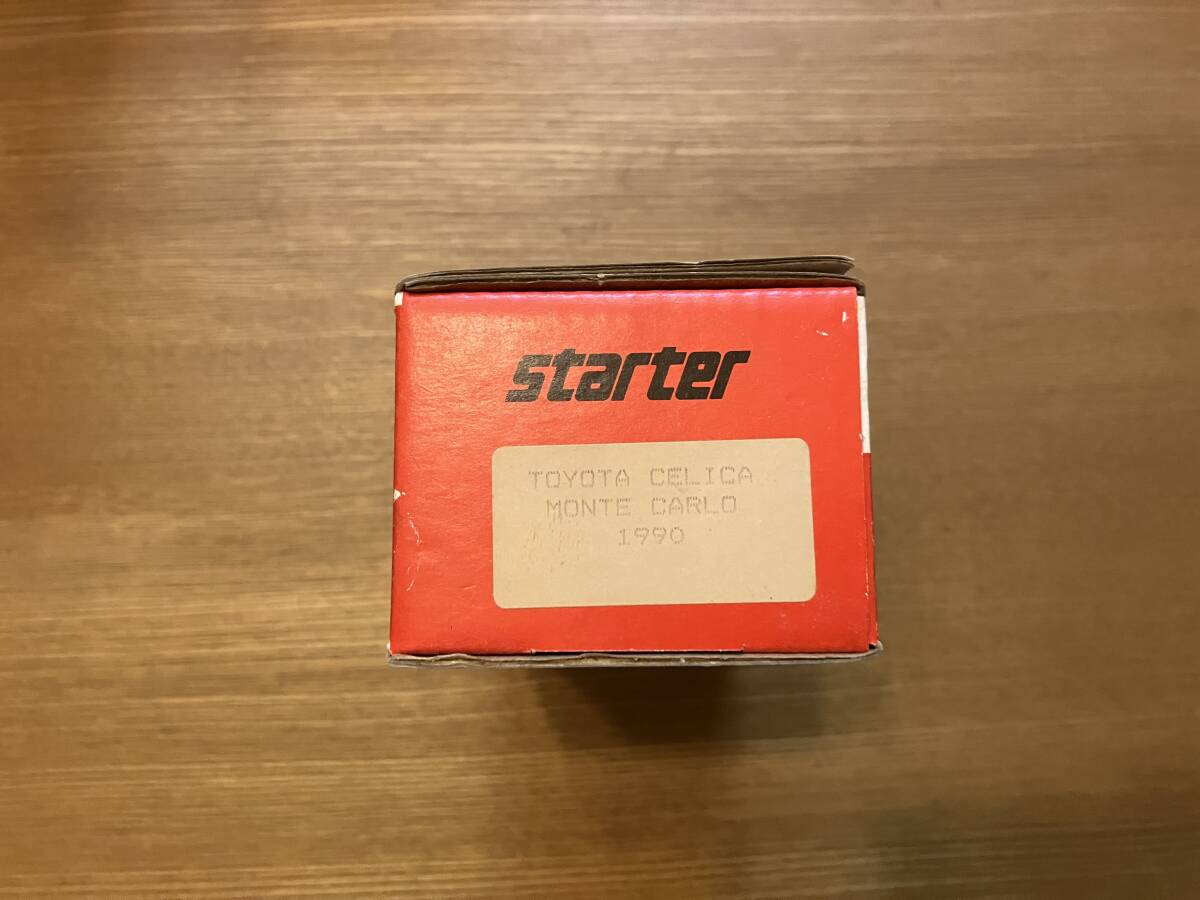 starter
TOYOTA CELICA
MONTE CARLO
1990